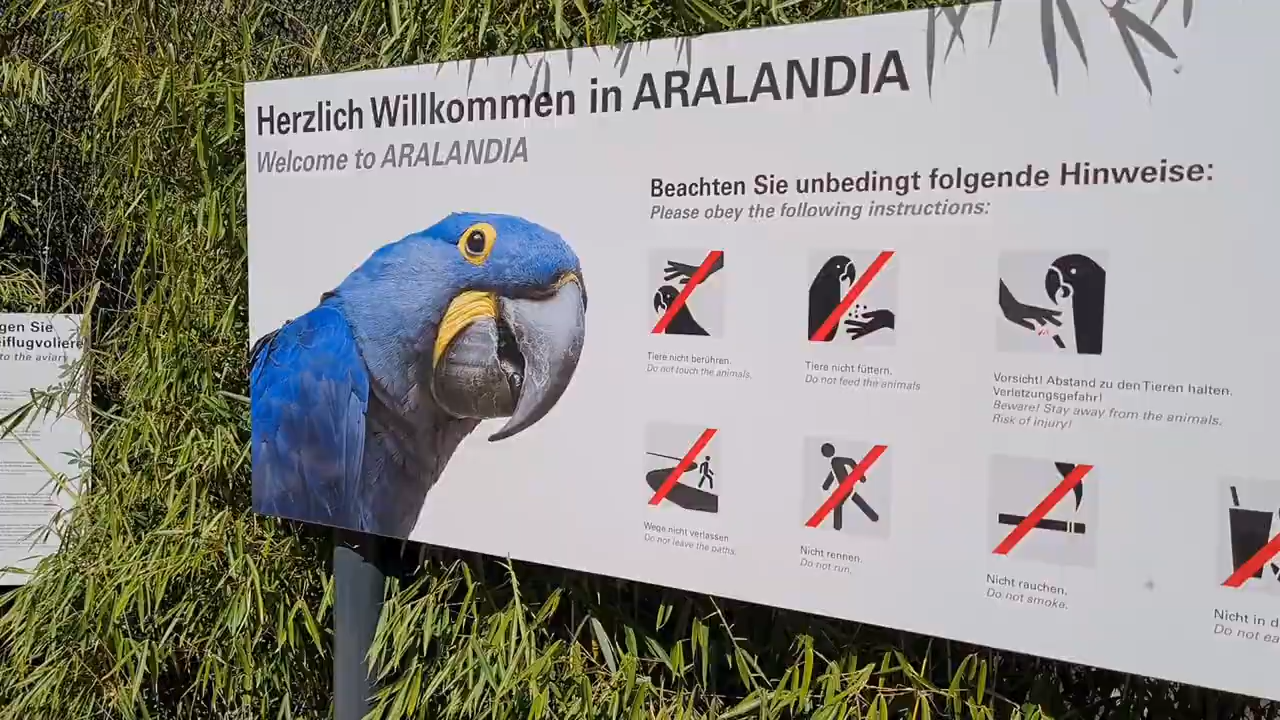 Herzlich Willkommen in ARALANDIA
Welcome to ARALANDIA
Beachten Sie unbedingt folgende Hinweise:
Please obey the following instructions:
Tiere nicht berühren.
Do not touch the animals.
Tiere nicht füttern.
Do not feed the animals
Vorsicht! Abstand zu den Tieren halten.
Verletzungsgefahr!
Beware! Stay away from the animals.
Risk of injury!
Wege nicht verlassen
Do not leave the paths.
Nicht rennen.
Do not run.
Nicht rauchen.
Do not smoke.
Nicht in d
Do not ea
gen Sie
eiflugvoliere
to the aviary